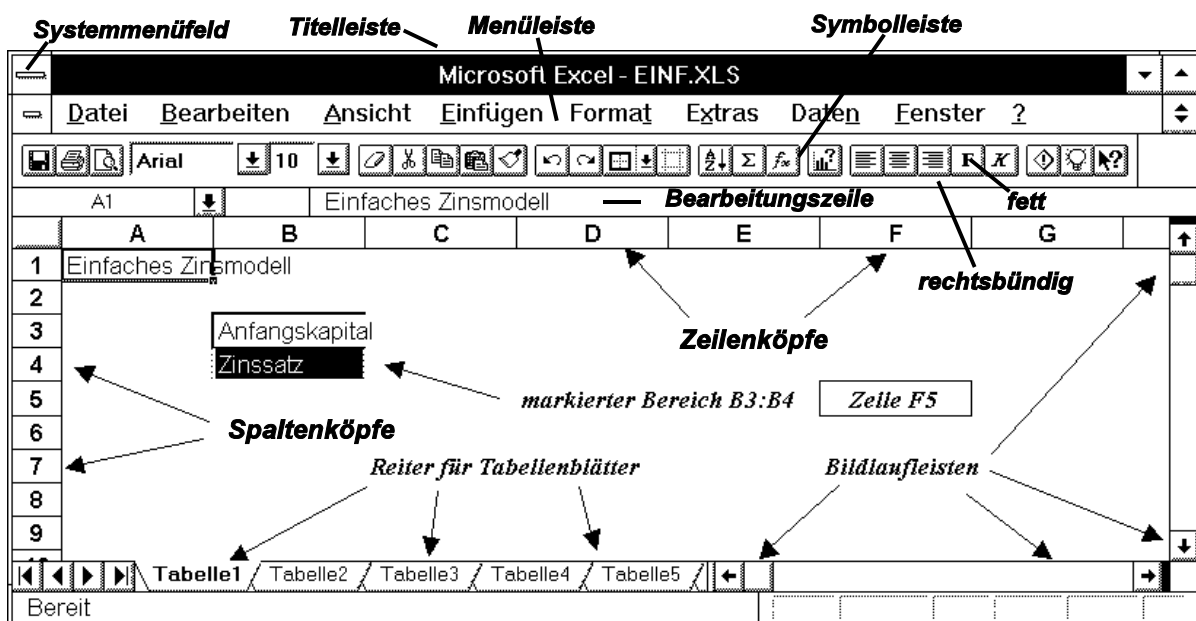 Systemmenüfeld Titelleiste Menüleiste Symbolleiste
Microsoft Excel - EINF.XLS
Datei Bearbeiten Ansicht Einfügen Format Extras Daten Fenster ?
Arial 10 F K
A1 Einfaches Zinsmodell Bearbeitungszeile fett
A B C D E F G
1 Einfaches Zinsmodell
rechtsbündig
2
3 Anfangskapital Zeilenköpfe
4 Zinssatz
5 markierter Bereich B3:B4 Zelle F5
6 Spaltenköpfe
7 Reiter für Tabellenblätter Bildlaufleisten
8
9
Tabelle1 Tabelle2 Tabelle3 Tabelle4 Tabelle5
Bereit